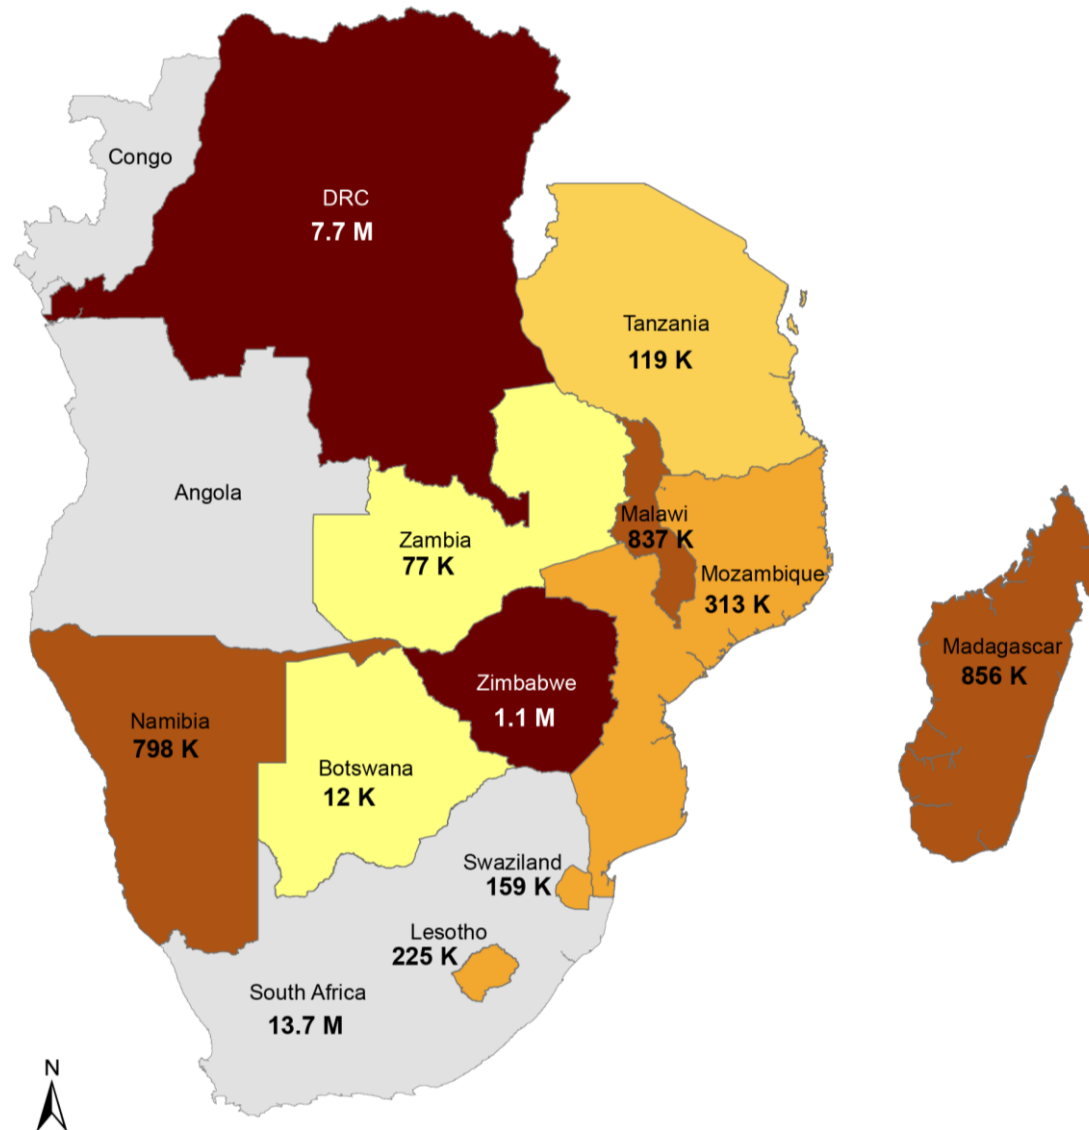 Congo
DRC
7.7 M
Tanzania
119 K
Angola
Malawi
837 K
Zambia
77 K
Mozambique
313 K
Madagascar
856 K
Zimbabwe
1.1 M
Namibia
798 K
Botswana
12 K
Swaziland
159 K
Lesotho
225 K
South Africa
13.7 M
N